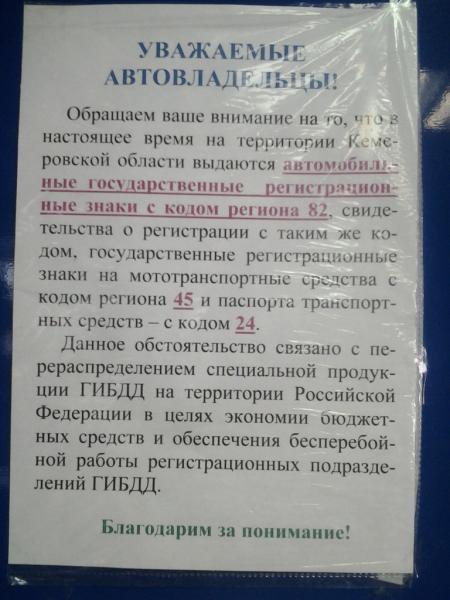 УВАЖАЕМЫЕ
АВТОВЛАДЕЛЬЦЫ!
Обращаем ваше внимание на то, что в
настоящее время на территории Кеме-
ровской области выдаются автомобиль-
ные государственные регистрацион-
ные знаки с кодом региона 82, свиде-
тельства о регистрации с таким же ко-
дом, государственные регистрационные
знаки на мототранспортные средства с
кодом региона 45 и паспорта транспорт-
ных средств – с кодом 24.
Данное обстоятельство связано с пе-
рераспределением специальной продук-
ции ГИБДД на территории Российской
Федерации в целях экономии бюджет-
ных средств и обеспечения бесперебой-
ной работы регистрационных подразде-
лений ГИБДД.
Благодарим за понимание!